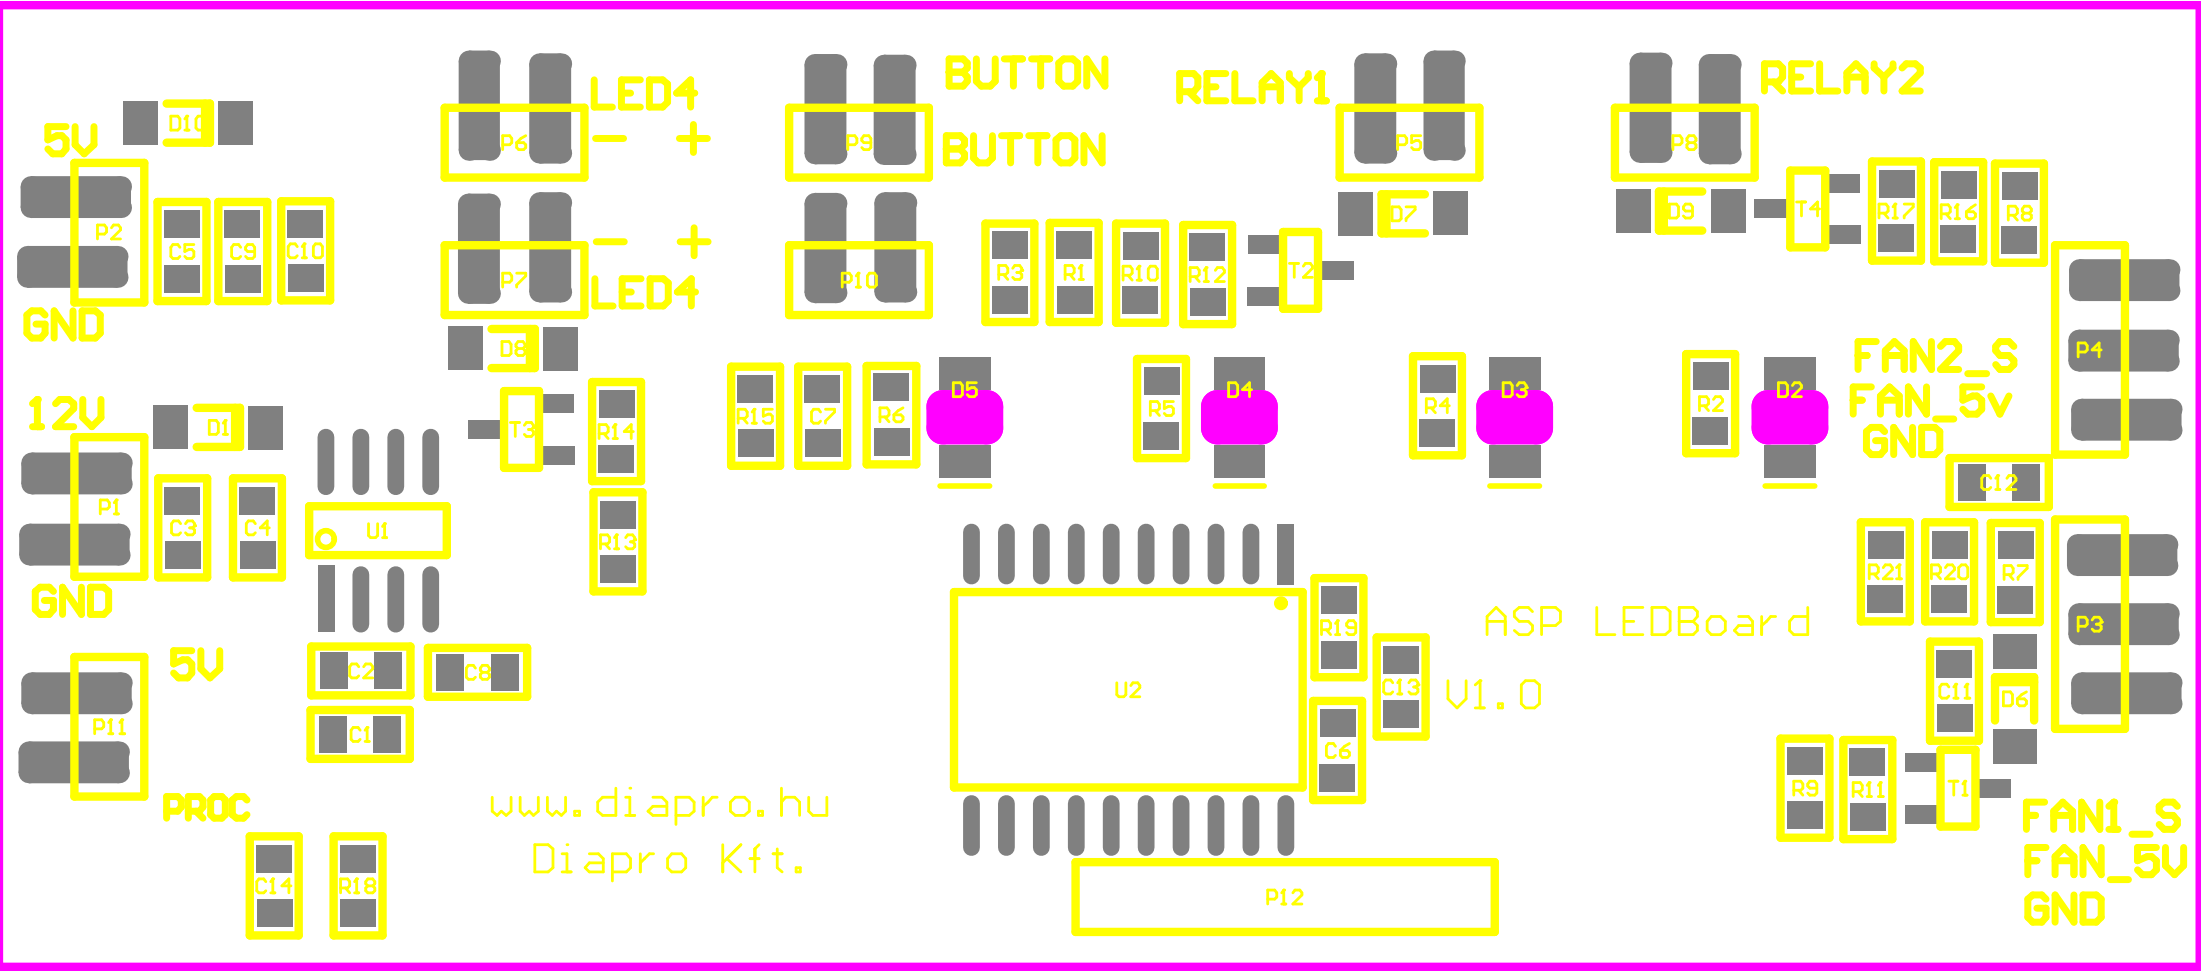 LED4
BUTTON
RELAY1
RELAY2
D10
5V
P6
- +
P9
BUTTON
P5
P8
P2
C5
C9
C10
P7
- +
LED4
P10
R3
R1
R10
R12
T2
D7
D9
T4
R17
R16
R8
GND
D8
FAN2_S
P4
FAN_5v
GND
12V
D1
T3
R14
R15
C7
R6
D5
R5
D4
R4
D3
R2
D2
C12
P1
C3
C4
U1
R13
R21
R20
R7
GND
R19
ASP LEDBoard
P3
5V
C2
C8
U2
C13
V1.0
C11
D6
P11
C1
C6
PROC
www.diapro.hu
Diapro Kft.
R9
R11
T1
FAN1_S
FAN_5V
GND
C14
R18
P12